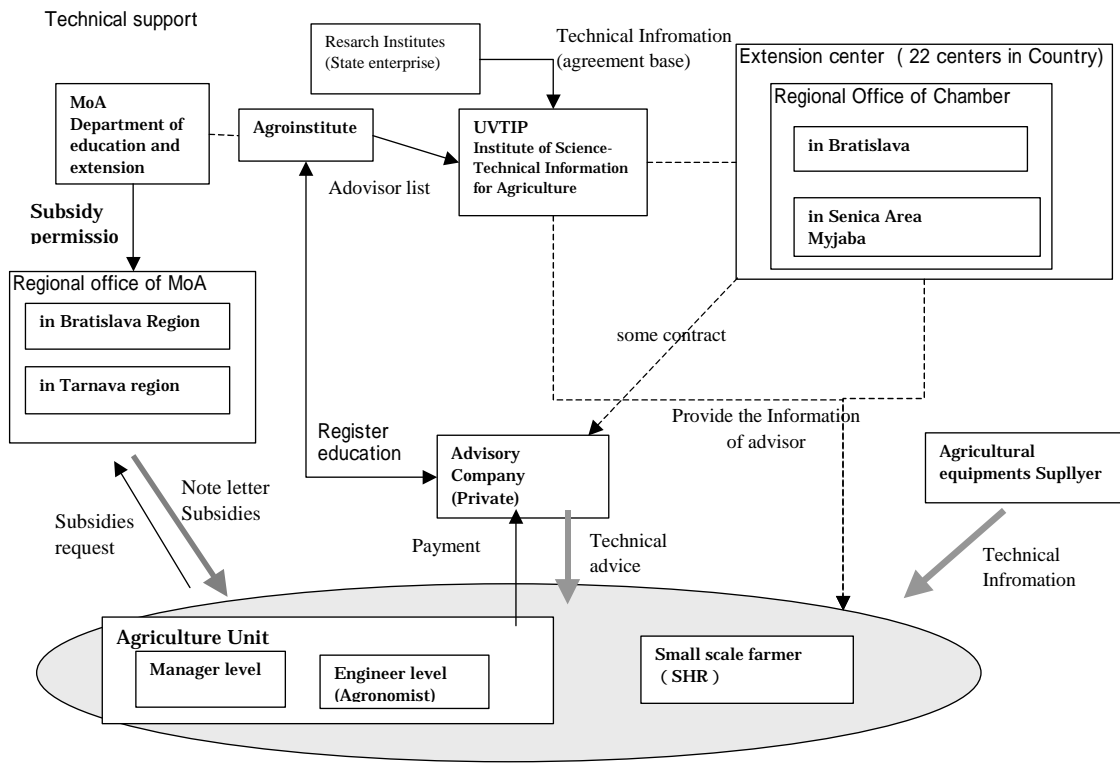 Technical support
Resarch Institutes
(State enterprise)
Technical Infromation
(agreement base)
Extension center ( 22 centers in Country)
Regional Office of Chamber
in Bratislava
in Senica Area
Myjaba
MoA
Department of
education and
extension
Agroinstitute
UVTIP
Institute of Science-
Technical Information
for Agriculture
Adovisor list
Subsidy
permissio
Regional office of MoA
in Bratislava Region
in Tarnava region
some contract
Provide the Information
of advisor
Register
education
Advisory
Company
(Private)
Agricultural
equipments Supllyer
Note letter
Subsidies
Subsidies
request
Payment
Technical
advice
Technical
Infromation
Agriculture Unit
Manager level
Engineer level
(Agronomist)
Small scale farmer
( SHR )